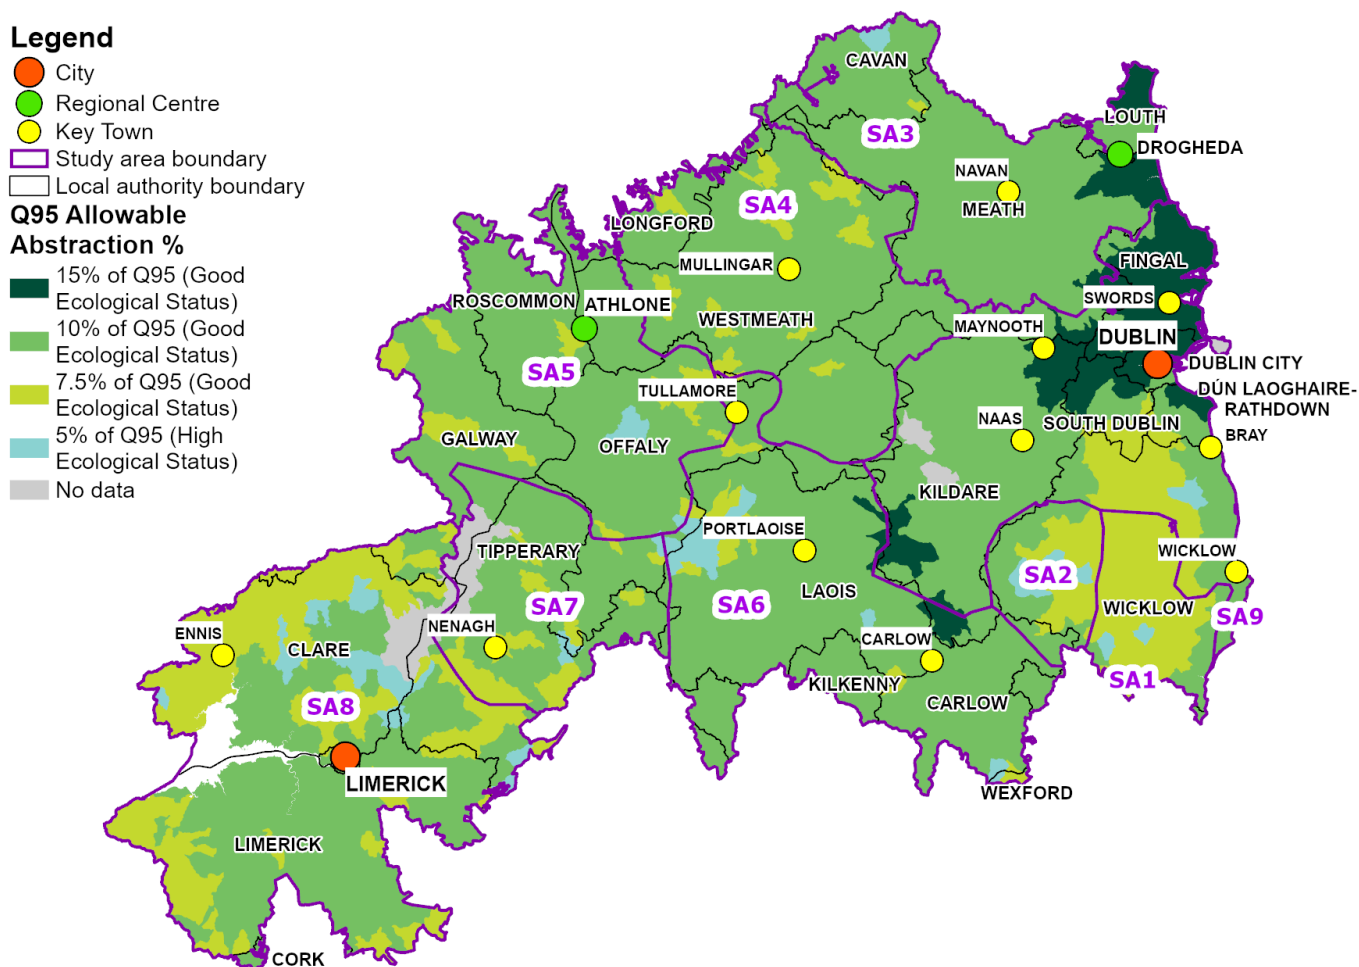 Legend
City
Regional Centre
Key Town
Study area boundary
Local authority boundary
Q95 Allowable
Abstraction %
15% of Q95 (Good
Ecological Status)
10% of Q95 (Good
Ecological Status)
7.5% of Q95 (Good
Ecological Status)
5% of Q95 (High
Ecological Status)
No data
CAVAN
LOUTH
SA3
DROGHEDA
NAVAN
MEATH
SA4
LONGFORD
MULLINGAR
FINGAL
ROSCOMMON
ATHLONE
SWORDS
WESTMEATH
MAYNOOTH
DUBLIN
DUBLIN CITY
SA5
TULLAMORE
DÚN LAOGHAIRE-
RATHDOWN
NAAS
SOUTH DUBLIN
BRAY
GALWAY
OFFALY
KILDARE
PORTLAOISE
TIPPERARY
WICKLOW
SA2
LAOIS
SA7
SA6
WICKLOW
SA9
NENAGH
ENNIS
CLARE
CARLOW
SA1
KILKENNY
CARLOW
SA8
LIMERICK
WEXFORD
LIMERICK
CORK